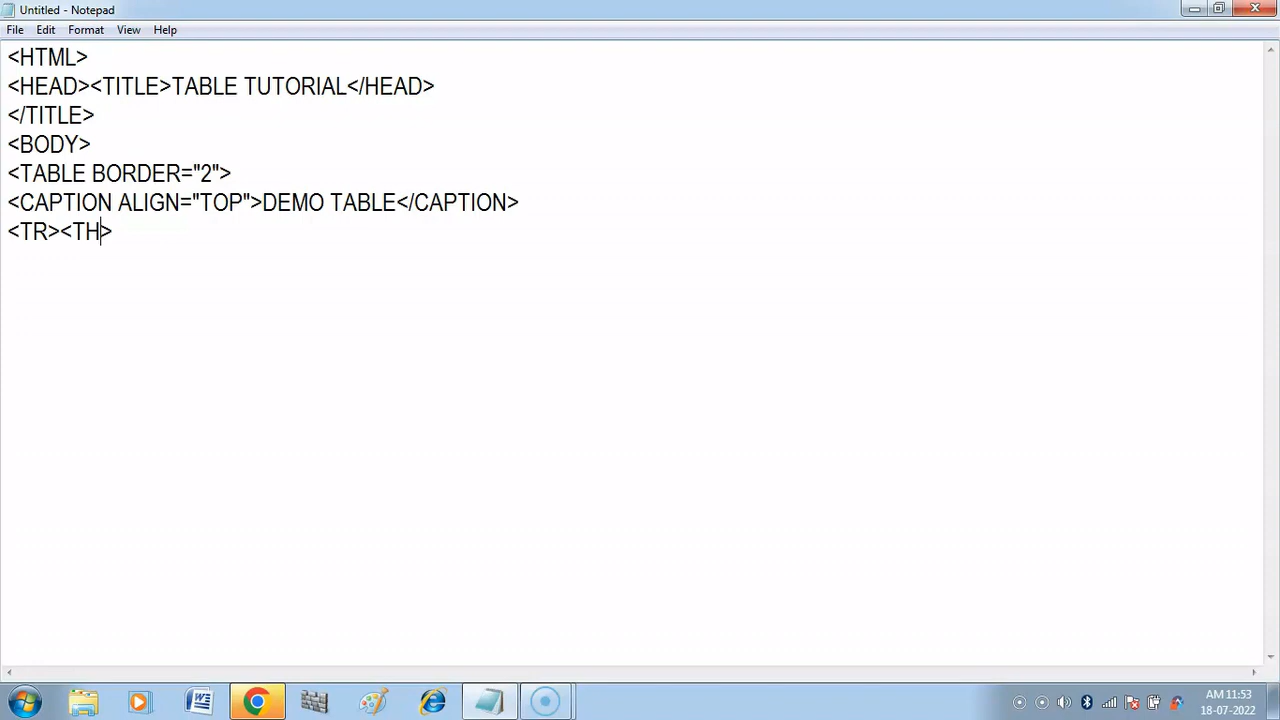 Untitled - Notepad
File Edit Format View Help
<HTML>
<HEAD><TITLE>TABLE TUTORIAL</HEAD>
</TITLE>
<BODY>
<TABLE BORDER="2">
<CAPTION ALIGN="TOP">DEMO TABLE</CAPTION>
<TR><TH>
AM 11:53
18-07-2022